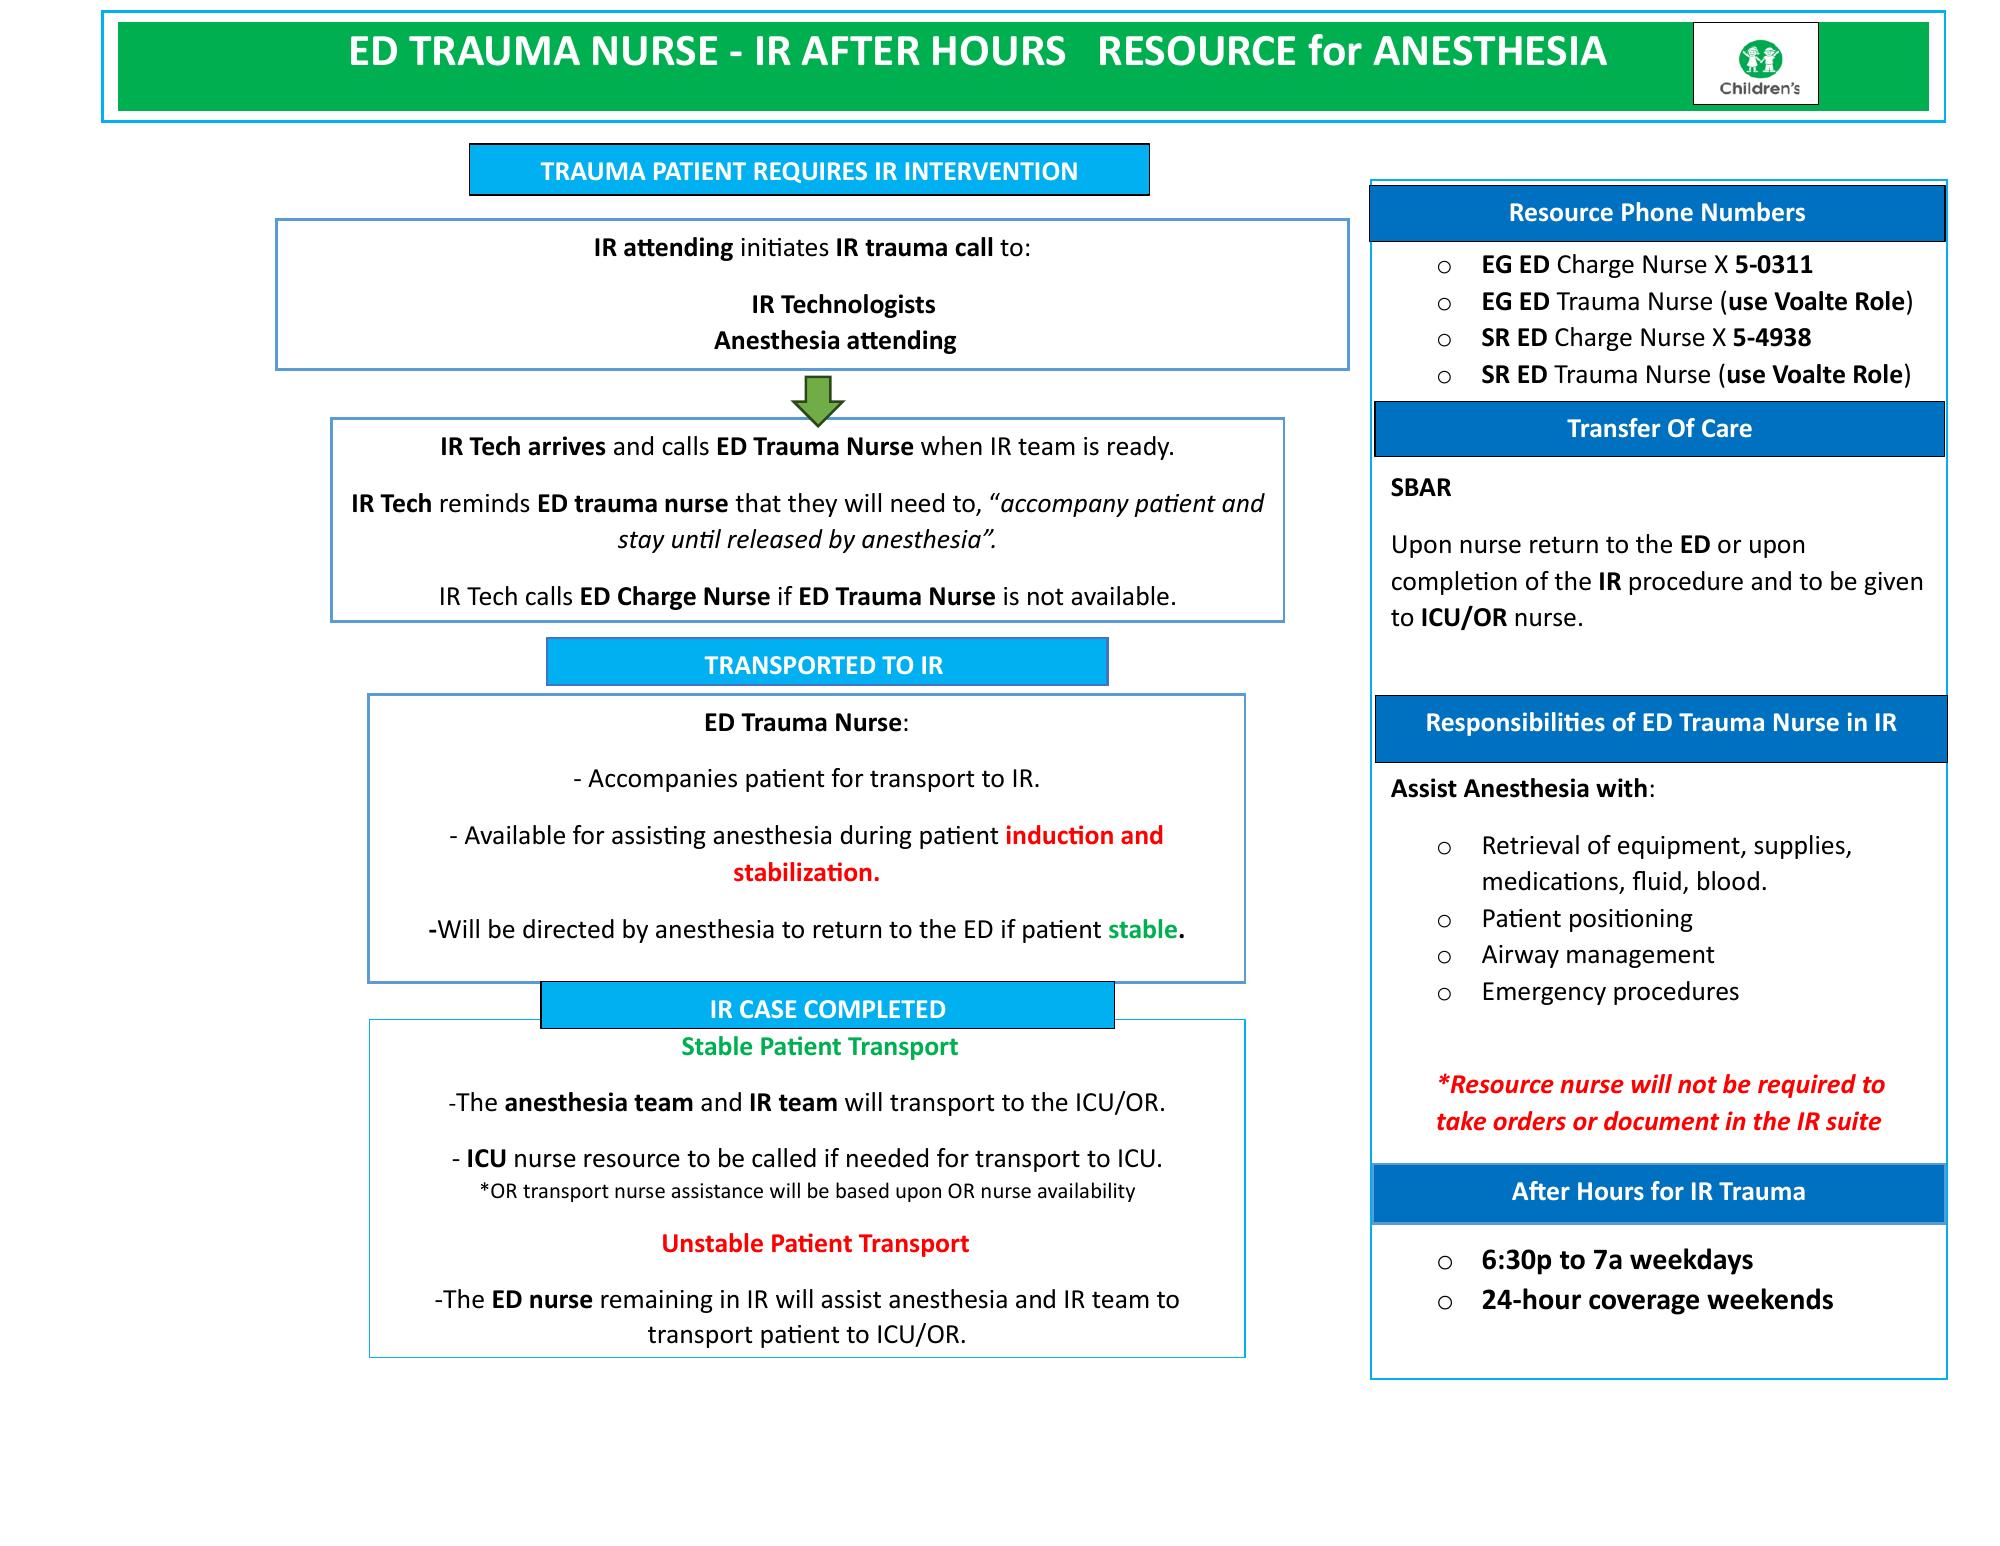 ED TRAUMA NURSE - IR AFTER HOURS   RESOURCE for ANESTHESIA
Children's
TRAUMA PATIENT REQUIRES IR INTERVENTION
IR attending initiates IR trauma call to:
IR Technologists
Anesthesia attending
IR Tech arrives and calls ED Trauma Nurse when IR team is ready.
IR Tech reminds ED trauma nurse that they will need to, “accompany patient and
stay until released by anesthesia”.
IR Tech calls ED Charge Nurse if ED Trauma Nurse is not available.
TRANSPORTED TO IR
ED Trauma Nurse:
- Accompanies patient for transport to IR.
- Available for assisting anesthesia during patient induction and
stabilization.
-Will be directed by anesthesia to return to the ED if patient stable.
IR CASE COMPLETED
Stable Patient Transport
-The anesthesia team and IR team will transport to the ICU/OR.
- ICU nurse resource to be called if needed for transport to ICU.
*OR transport nurse assistance will be based upon OR nurse availability
Unstable Patient Transport
-The ED nurse remaining in IR will assist anesthesia and IR team to
transport patient to ICU/OR.
Resource Phone Numbers
o EG ED Charge Nurse X 5-0311
o EG ED Trauma Nurse (use Voalte Role)
o SR ED Charge Nurse X 5-4938
o SR ED Trauma Nurse (use Voalte Role)
Transfer Of Care
SBAR
Upon nurse return to the ED or upon
completion of the IR procedure and to be given
to ICU/OR nurse.
Responsibilities of ED Trauma Nurse in IR
Assist Anesthesia with:
o Retrieval of equipment, supplies,
medications, fluid, blood.
o Patient positioning
o Airway management
o Emergency procedures
*Resource nurse will not be required to
take orders or document in the IR suite
After Hours for IR Trauma
o 6:30p to 7a weekdays
o 24-hour coverage weekends